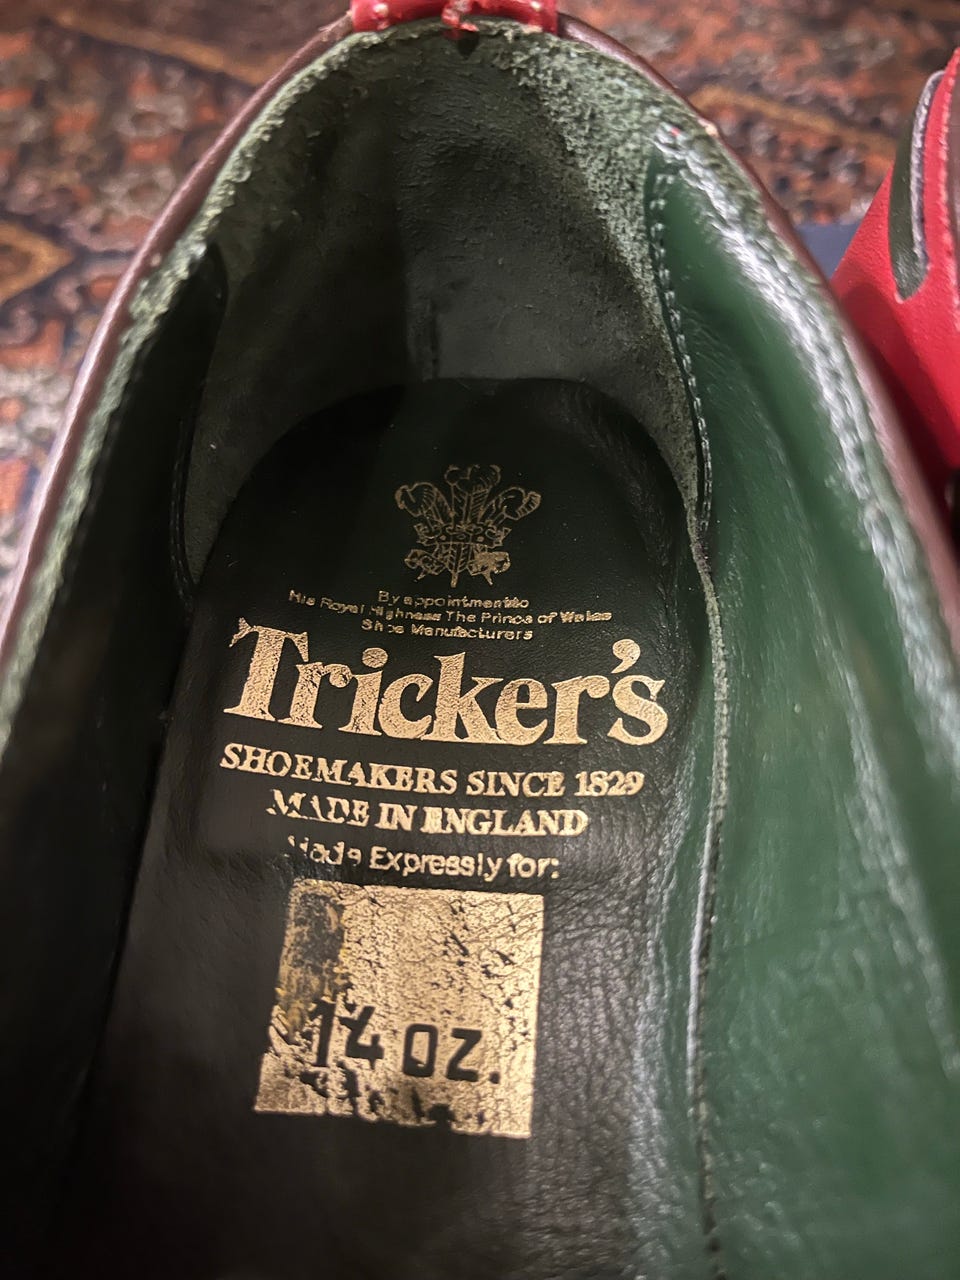 By appointment to
His Royal Highness The Prince of Wales
Shoe Manufacturers
Tricker's
SHOEMAKERS SINCE 1829
MADE IN ENGLAND
Made Expressly for:
14 OZ.